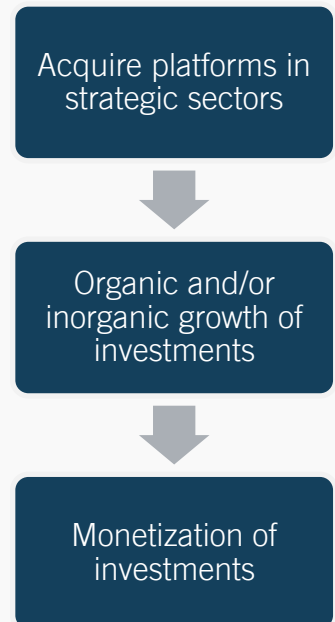 Acquire platforms in
strategic sectors
Organic and/or
inorganic growth of
investments
Monetization of
investments